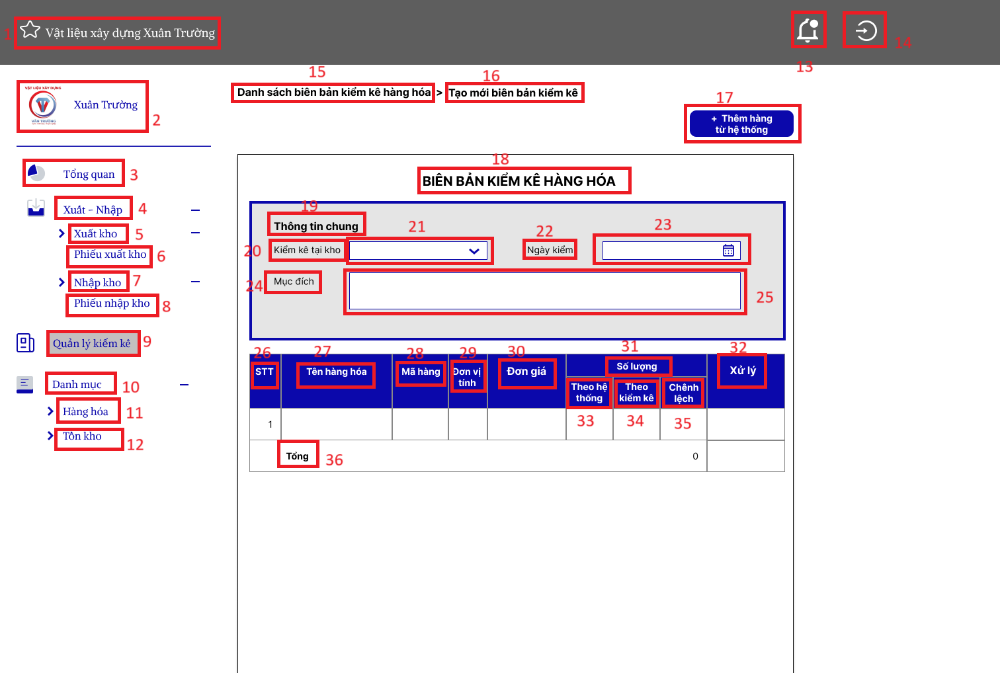 1 Vật liệu xây dựng Xuân Trường
13
14
VẬT LIỆU XÂY DỰNG
VĂN TRƯỜNG
Xuân Trường
2
Tổng quan 3
Xuất - Nhập 4
Xuất kho 5
Phiếu xuất kho 6
Nhập kho 7
Phiếu nhập kho 8
Quản lý kiểm kê 9
Danh mục 10
Hàng hóa 11
Tồn kho 12
15
16
Danh sách biên bản kiểm kê hàng hóa > Tạo mới biên bản kiểm kê
17
+ Thêm hàng
từ hệ thống
18
BIÊN BẢN KIỂM KÊ HÀNG HÓA
19
Thông tin chung
21
22
23
20 Kiểm kê tại kho
Ngày kiểm
24 Mục đích
25
26 27 28 29 30 31 32
STT
Tên hàng hóa
Mã hàng
Đơn vị
tính
Đơn giá
Số lượng
Xử lý
Theo hệ
thống
Theo
kiểm kê
Chênh
lệch
1
33 34 35
Tổng 36 0